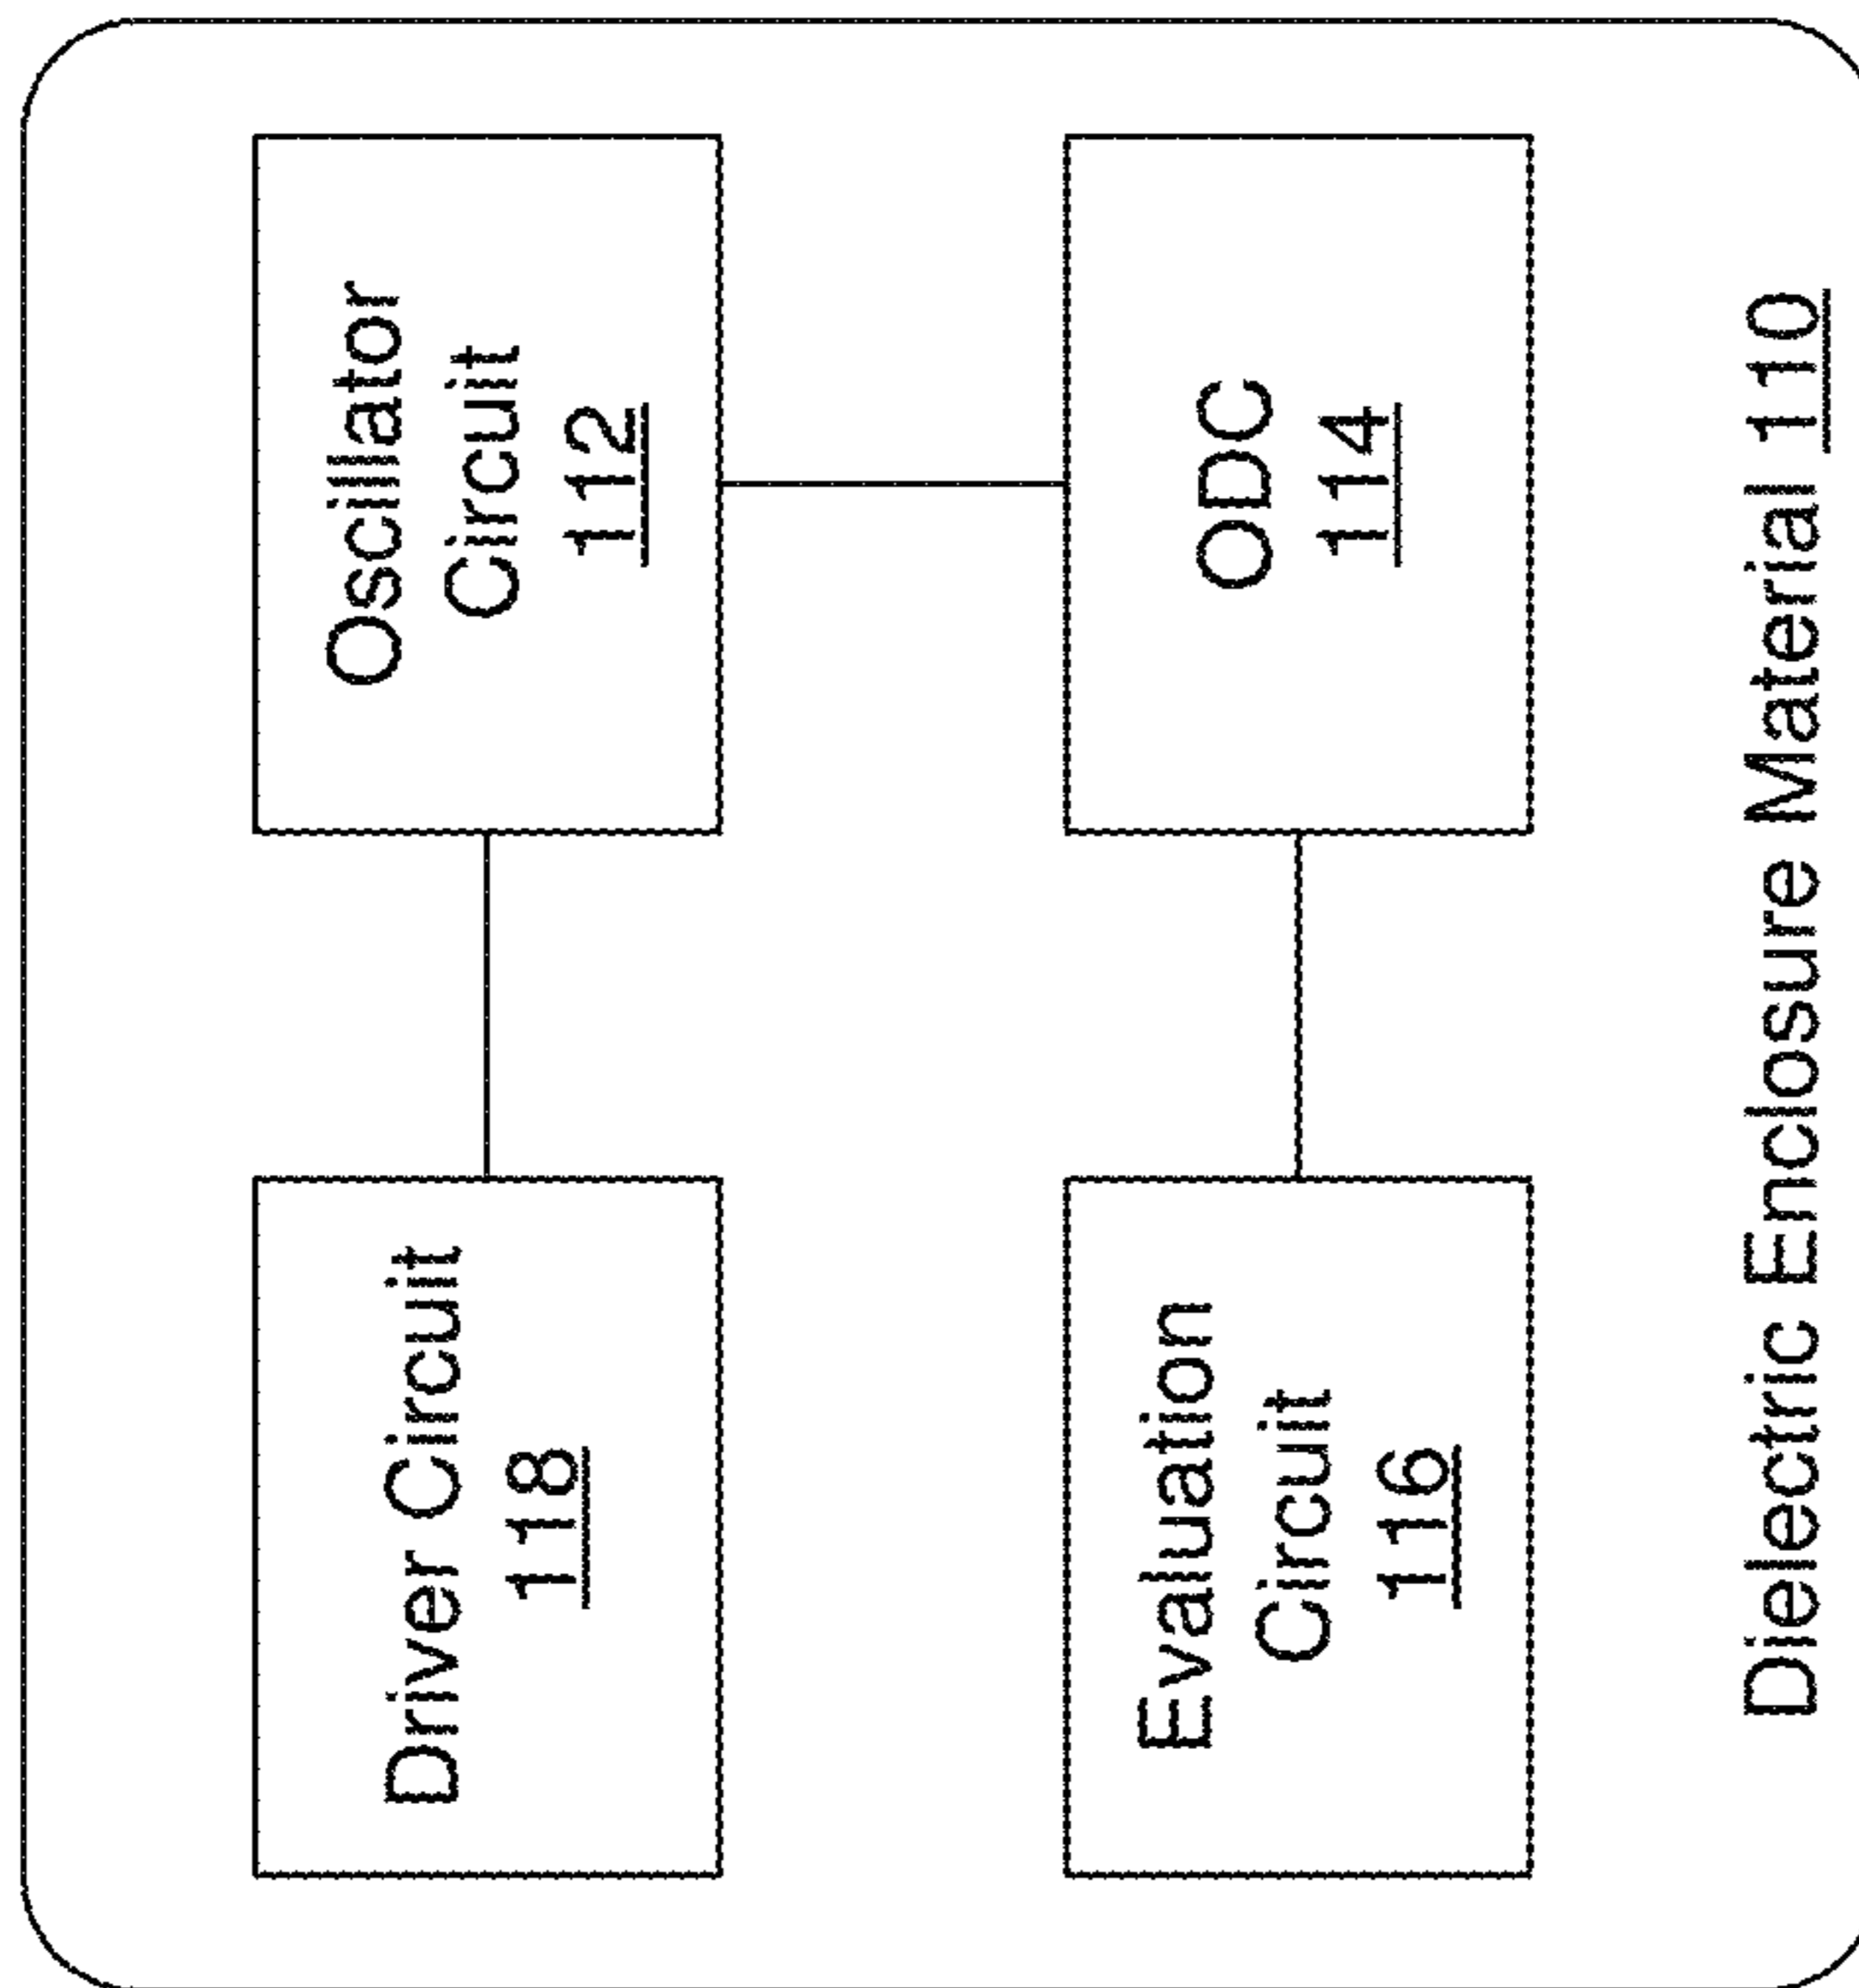 Driver Circuit
118
Oscillator
Circuit
112
Evaluation
Circuit
116
ODC
114
Dielectric Enclosure Material 110